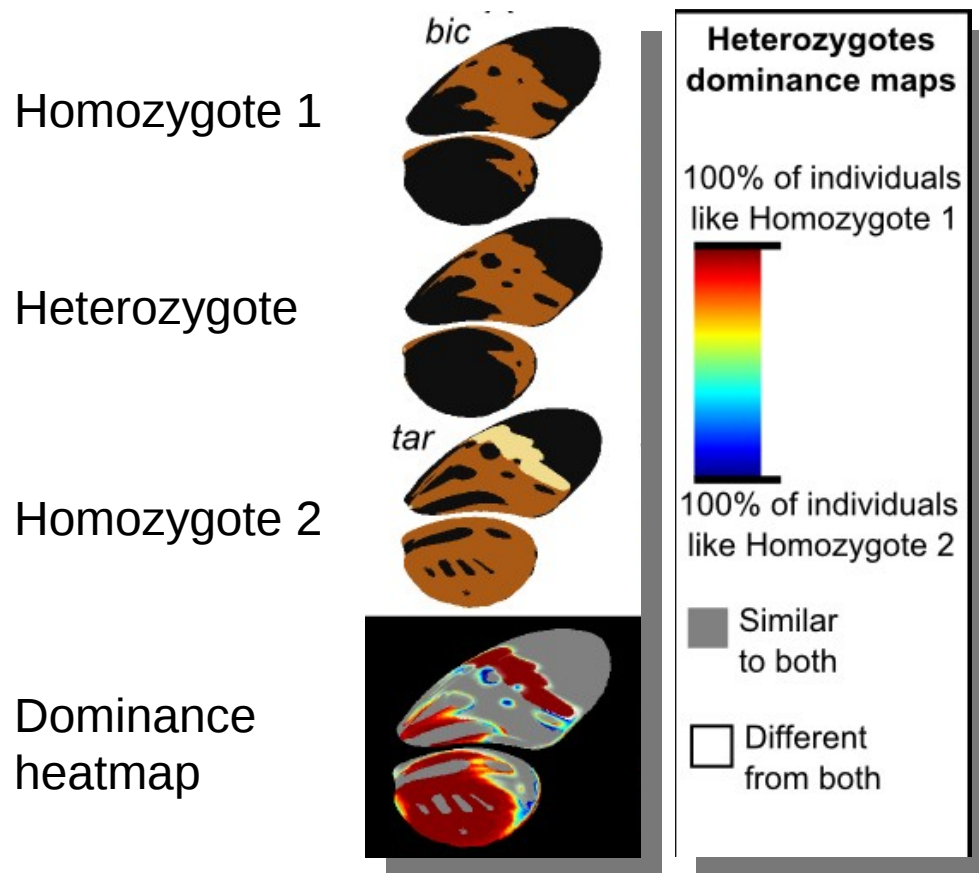 bic
Homozygote 1
Heterozygote
tar
Homozygote 2
Dominance
heatmap
Heterozygotes
dominance maps
100% of individuals
like Homozygote 1
100% of individuals
like Homozygote 2
Similar
to both
Different
from both